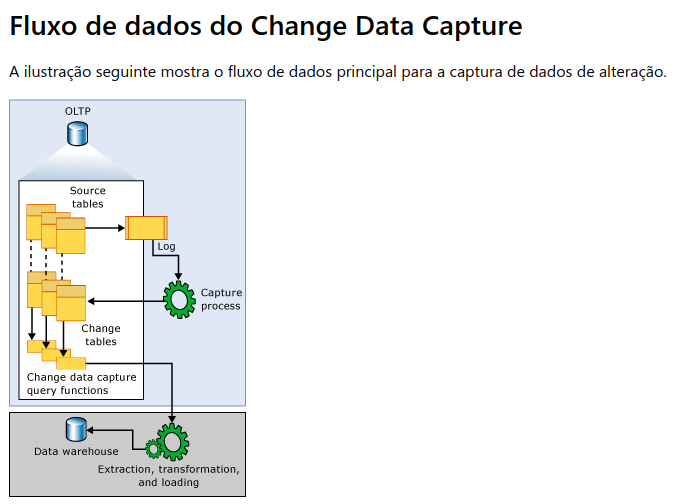 Fluxo de dados do Change Data Capture
A ilustração seguinte mostra o fluxo de dados principal para a captura de dados de alteração.
OLTP
Source
tables
Log
Capture
process
Change
tables
Change data capture
query functions
Data warehouse
Extraction, transformation,
and loading